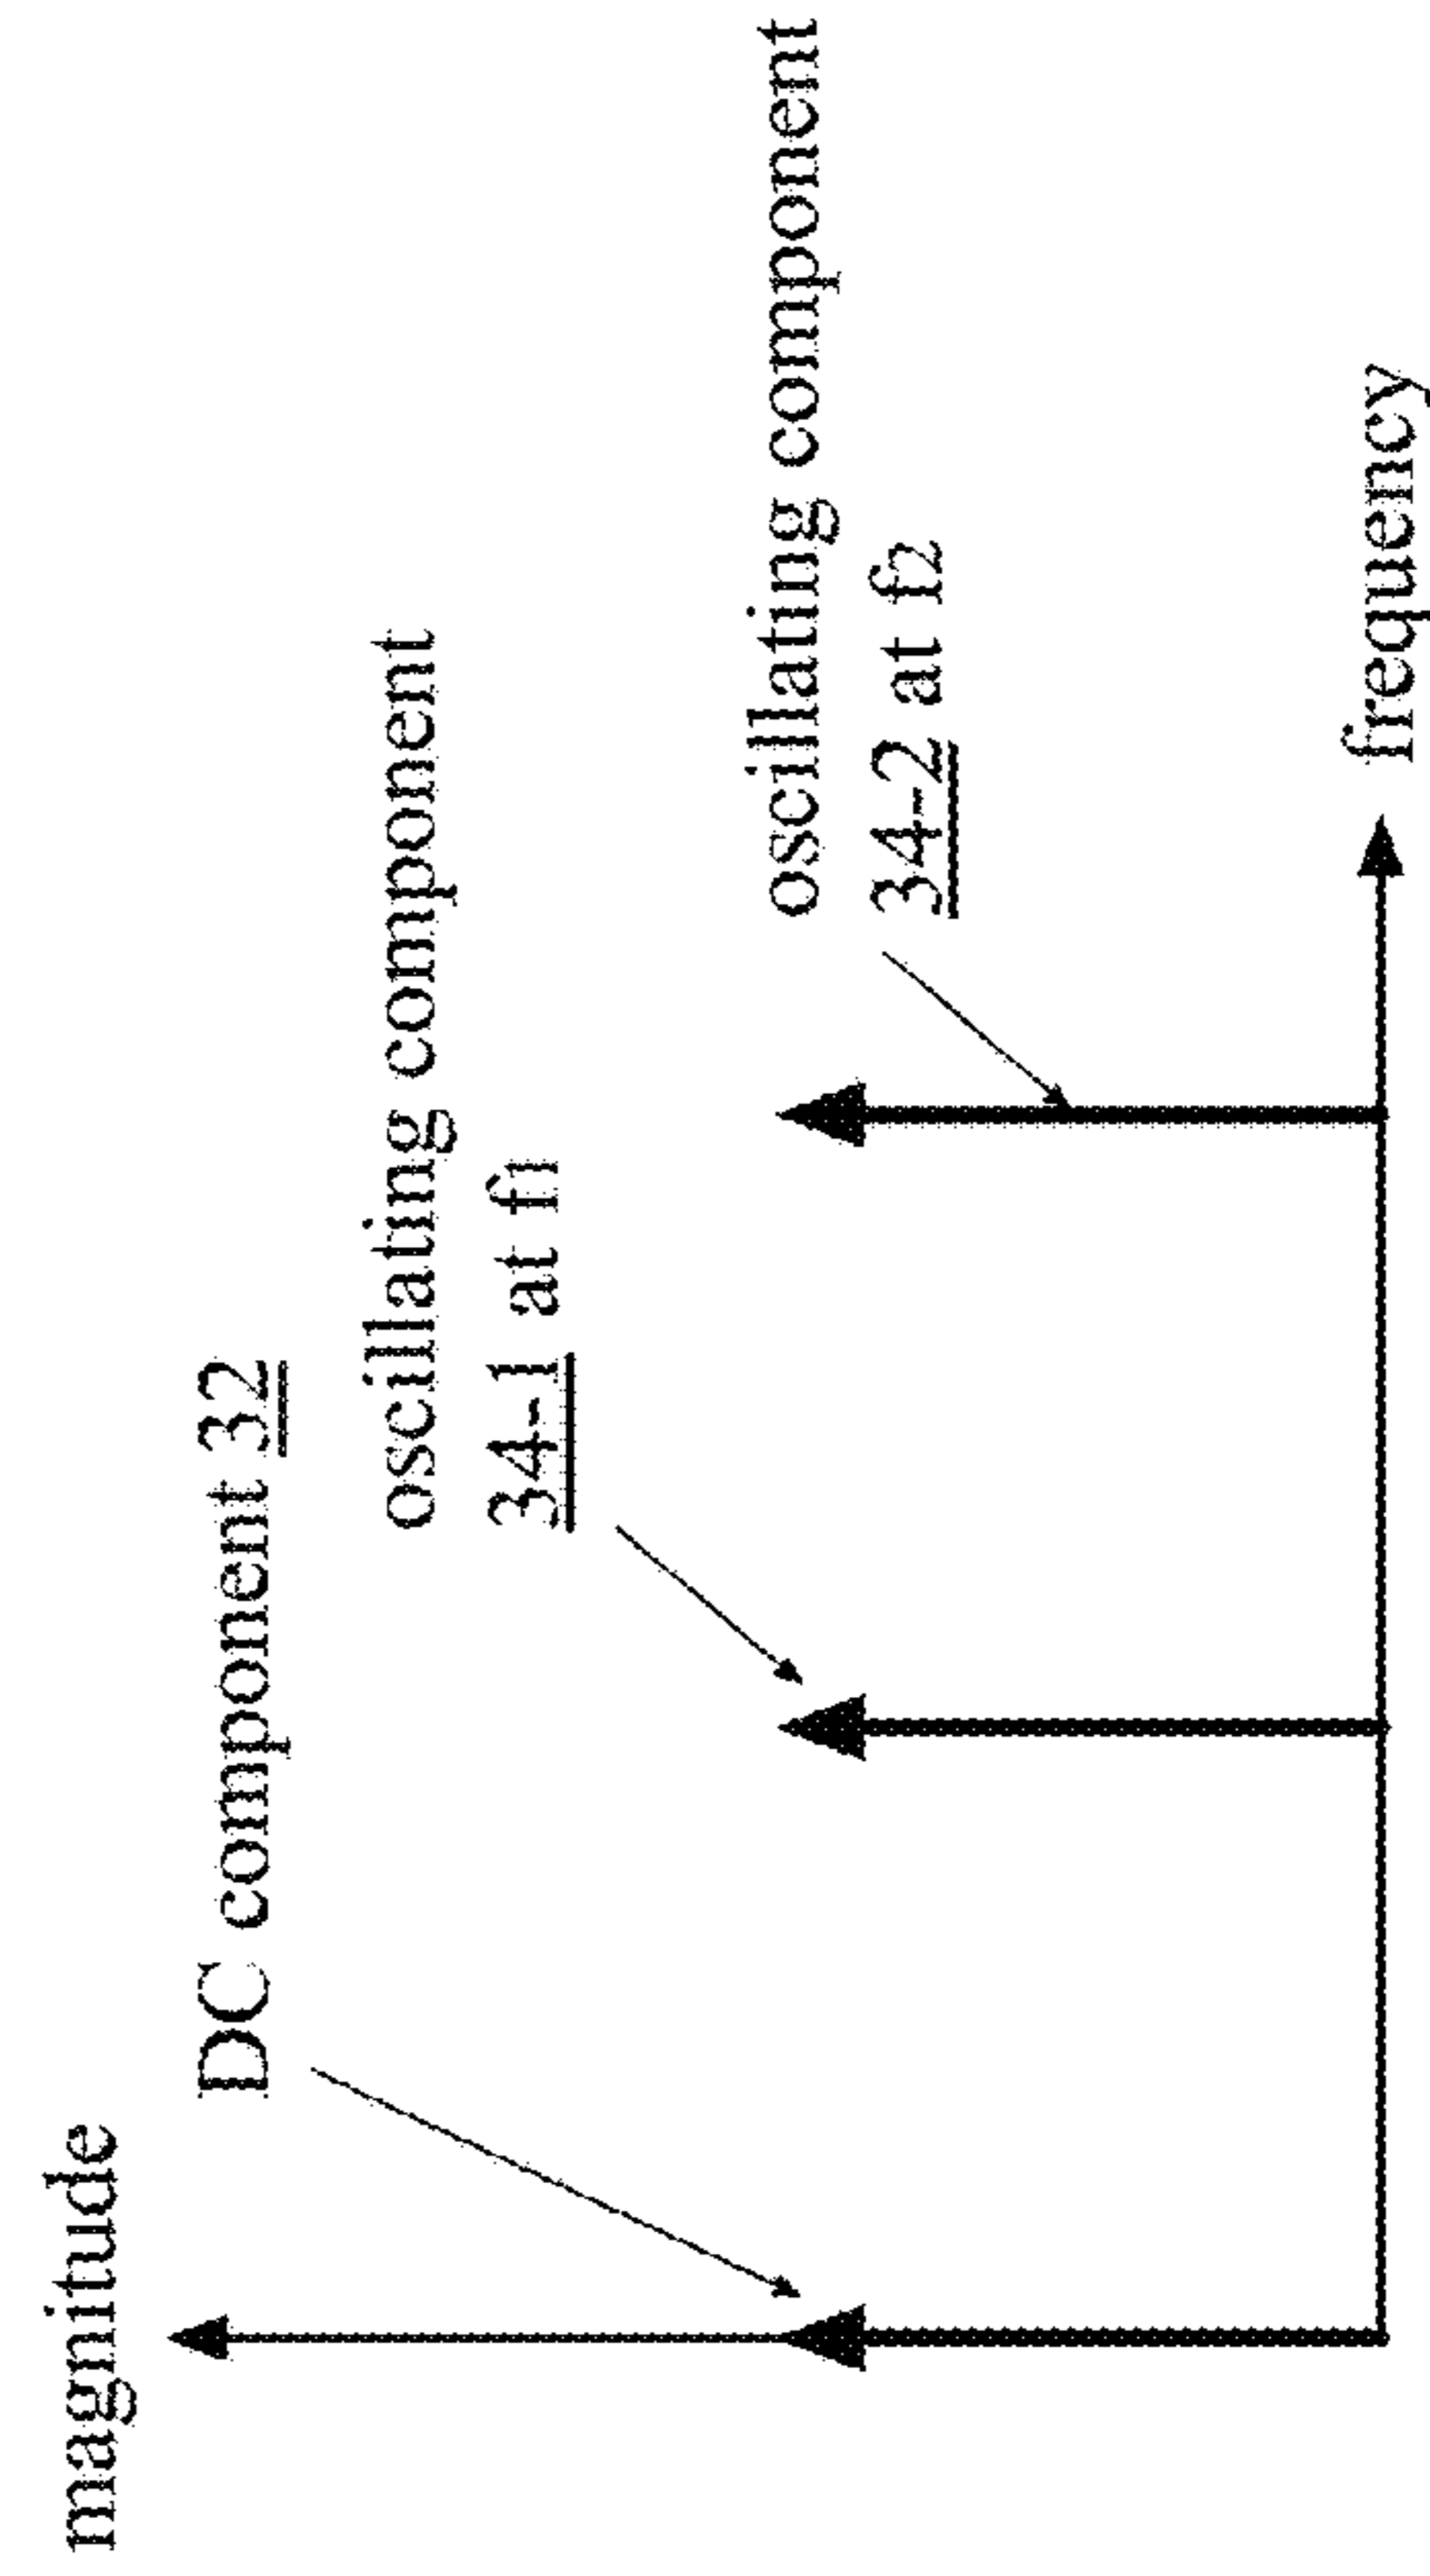 magnitude
DC component 32
oscillating component
34-1 at f1
oscillating component
34-2 at f2
frequency